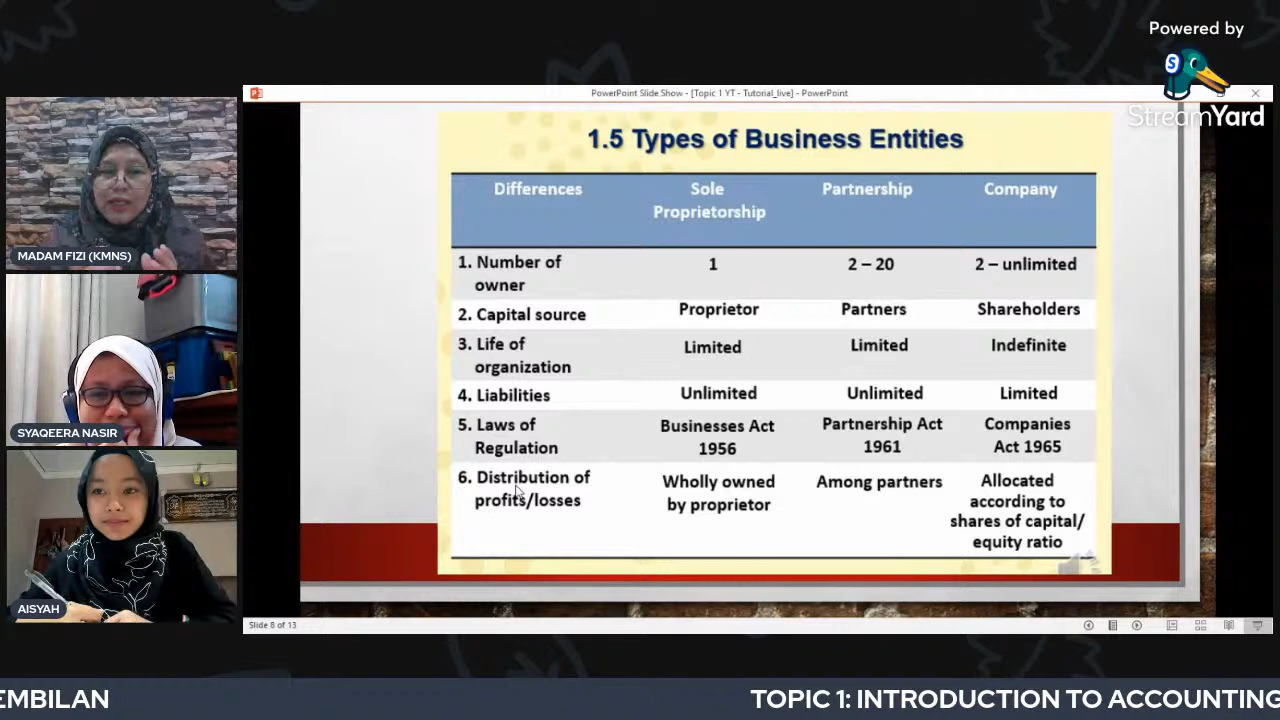 Powered by
StreamYard
PowerPoint Slide Show - [Topic 1 YT - Tutorial_live] - PowerPoint
MADAM FIZI (KMNS)
SYAQEERA NASIR
AISYAH
1.5 Types of Business Entities
Differences Sole Proprietorship Partnership Company
1. Number of owner 1 2 – 20 2 – unlimited
2. Capital source Proprietor Partners Shareholders
3. Life of organization Limited Limited Indefinite
4. Liabilities Unlimited Unlimited Limited
5. Laws of Regulation Businesses Act 1956 Partnership Act 1961 Companies Act 1965
6. Distribution of profits/losses Wholly owned by proprietor Among partners Allocated according to shares of capital/ equity ratio
Slide 8 of 13
EMBILAN TOPIC 1: INTRODUCTION TO ACCOUNTING